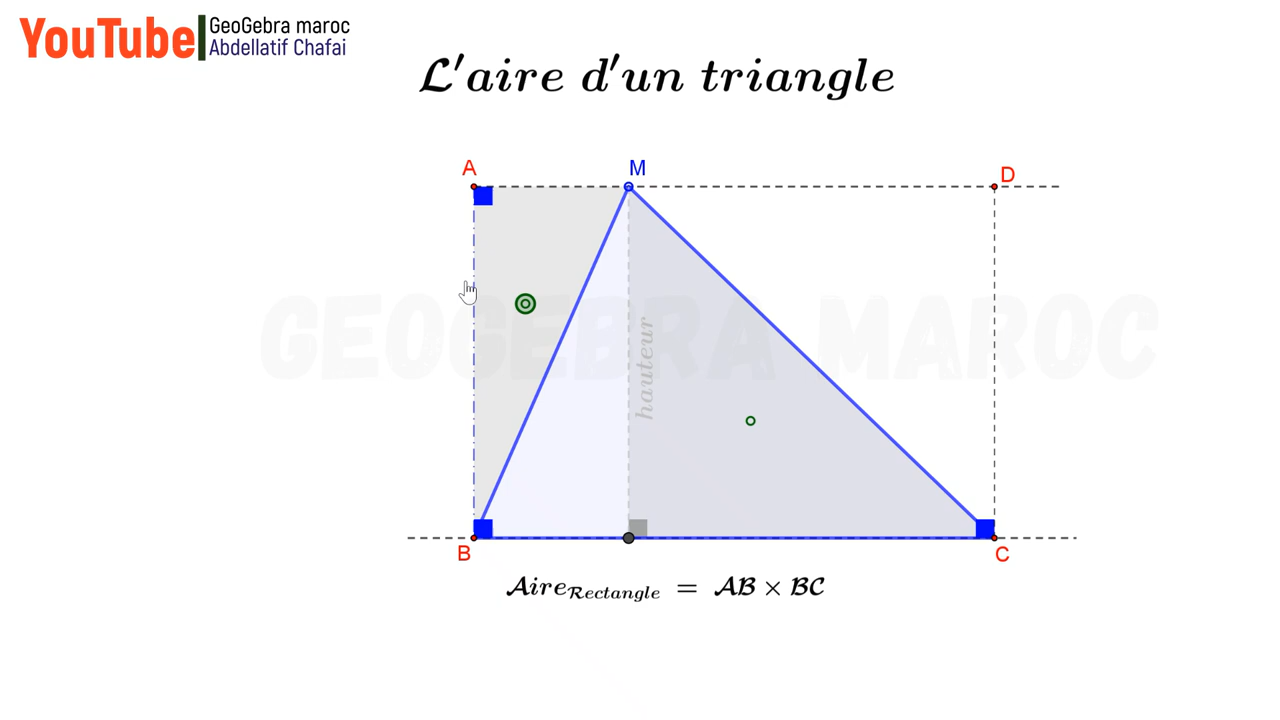 YouTube
GeoGebra maroc
Abdellatif Chafai
L'aire d'un triangle
A
M
D
GEOGEBRA MAROC
hauteur
B
C
Aire_Rectangle = AB × BC